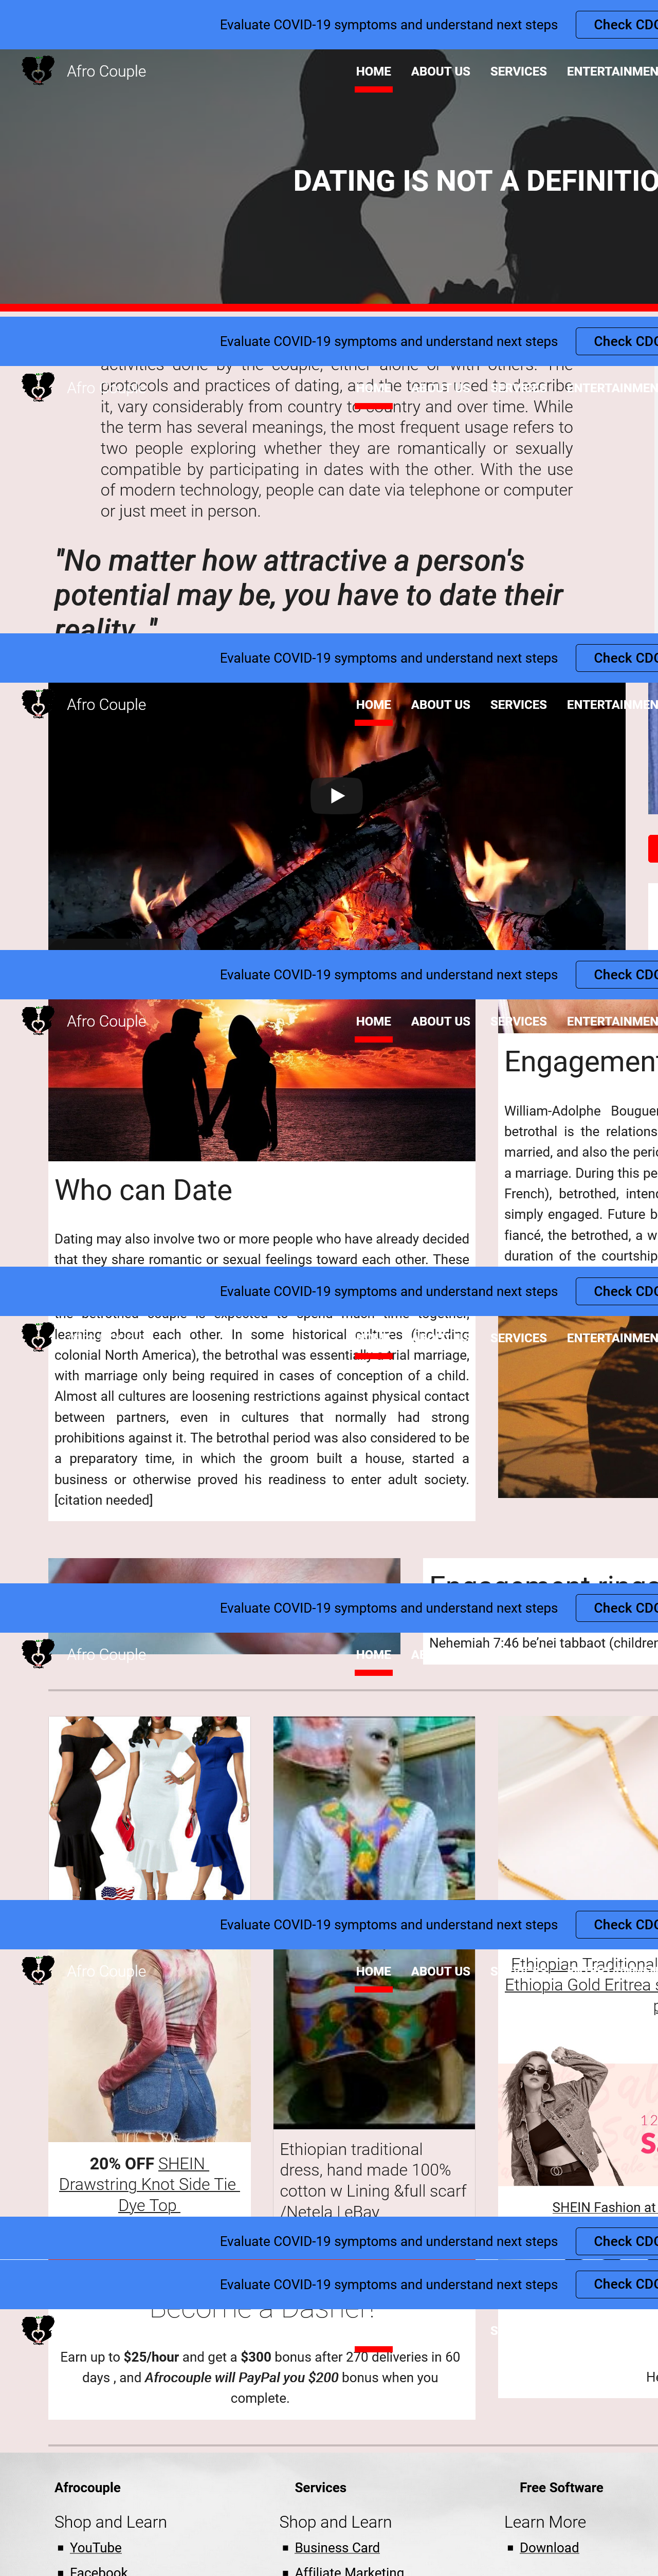 Evaluate COVID-19 symptoms and understand next steps Check CDC
Afro Couple HOME ABOUT US SERVICES ENTERTAINMEN
DATING IS NOT A DEFINITIO
Evaluate COVID-19 symptoms and understand next steps Check CDC
activities by the couple, either alone or with others. The
Afro Couple HOME ABOUT US SERVICES ENTERTAINMEN
protocols and practices of dating, and the terms used to describe
it, vary considerably from country to country and over time. While
the term has several meanings, the most frequent usage refers to
two people exploring whether they are romantically or sexually
compatible by participating in dates with the other. With the use
of modern technology, people can date via telephone or computer
or just meet in person.
"No matter how attractive a person's
potential may be, you have to date their
reality. "
Evaluate COVID-19 symptoms and understand next steps Check CDC
Afro Couple HOME ABOUT US SERVICES ENTERTAINMEN
Evaluate COVID-19 symptoms and understand next steps Check CDC
Afro Couple HOME ABOUT US SERVICES ENTERTAINMEN
Who can Date
Dating may also involve two or more people who have already decided
that they share romantic or sexual feelings toward each other. These
Engagement
William-Adolphe Bouguer
betrothal is the relations
married, and also the perio
a marriage. During this pe
French), betrothed, inten
simply engaged. Future b
fiancé, the betrothed, a w
duration of the courtship
Evaluate COVID-19 symptoms and understand next steps Check CDC
the betrothed couple is expected to spend much time together,
SERVICES ENTERTAINMEN
each other. In some historical cultures (including
colonial North America), the betrothal was essentially a trial marriage,
with marriage only being required in cases of conception of a child.
Almost all cultures are loosening restrictions against physical contact
between partners, even in cultures that normally had strong
prohibitions against it. The betrothal period was also considered to be
a preparatory time, in which the groom built a house, started a
business or otherwise proved his readiness to enter adult society.
[citation needed]
Engagement rings
Evaluate COVID-19 symptoms and understand next steps Check CDC
Nehemiah 7:46 be'nei tabbaot (children
Afro Couple HOME
Evaluate COVID-19 symptoms and understand next steps Check CDC
Afro Couple HOME ABOUT US
Ethiopian Traditional
Ethiopia Gold Eritrea s
p
12
20% OFF SHEIN
Drawstring Knot Side Tie
Dye Top
Ethiopian traditional
dress, hand made 100%
cotton w Lining &full scarf
/Netela | eBay
SHEIN Fashion at
Evaluate COVID-19 symptoms and understand next steps Check CDC
Evaluate COVID-19 symptoms and understand next steps Check CDC
Become a Dasher!
Earn up to $25/hour and get a $300 bonus after 270 deliveries in 60
days , and Afrocouple will PayPal you $200 bonus when you
complete.
He
Afrocouple
Shop and Learn
YouTube
Facebook
Services
Shop and Learn
Business Card
Affiliate Marketing
Free Software
Learn More
Download